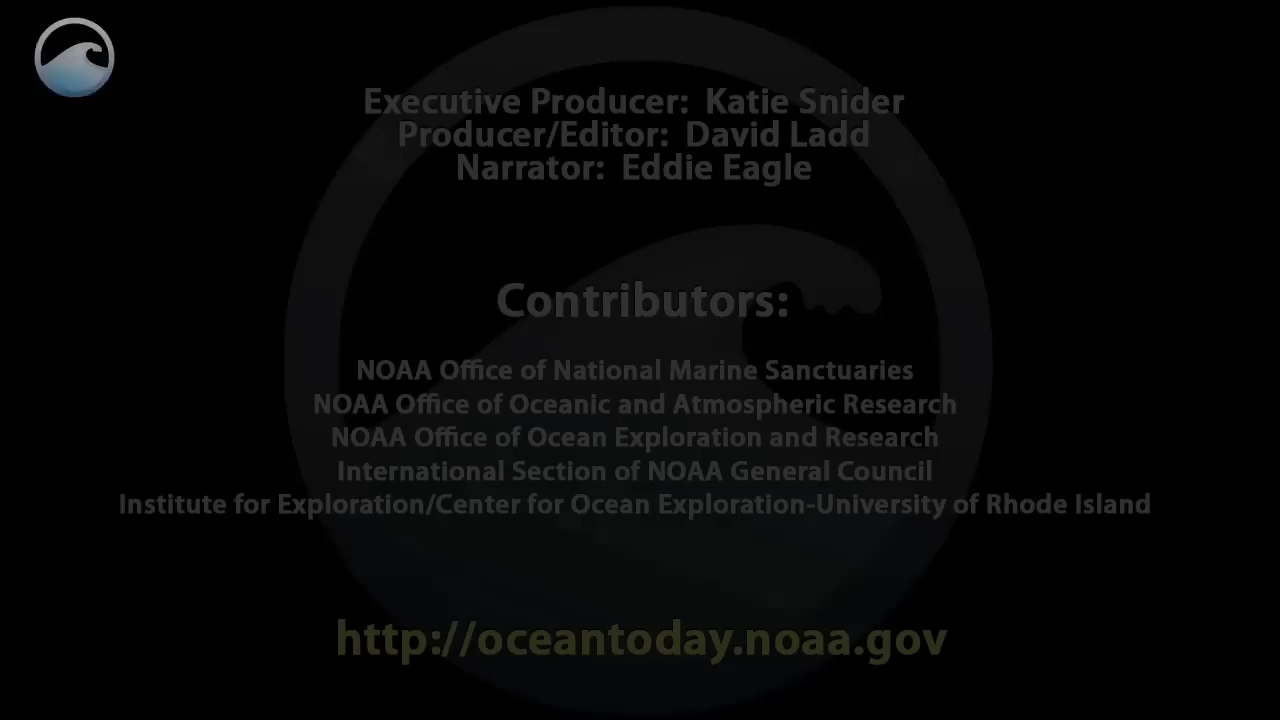 Executive Producer: Katie Snider
Producer/Editor: David Ladd
Narrator: Eddie Eagle
Contributors:
NOAA Office of National Marine Sanctuaries
NOAA Office of Oceanic and Atmospheric Research
NOAA Office of Ocean Exploration and Research
International Section of NOAA General Council
Institute for Exploration/Center for Ocean Exploration-University of Rhode Island
http://oceantoday.noaa.gov